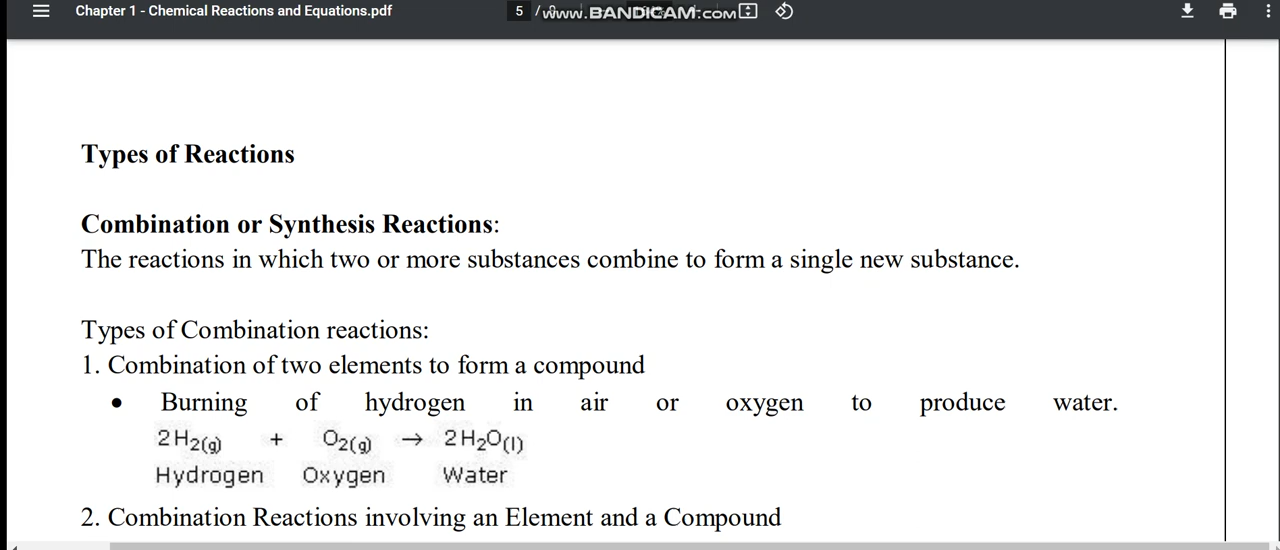 Chapter 1 - Chemical Reactions and Equations.pdf
5 /
www.BANDICAM.com
Types of Reactions
Combination or Synthesis Reactions:
The reactions in which two or more substances combine to form a single new substance.
Types of Combination reactions:
1. Combination of two elements to form a compound
• Burning of hydrogen in air or oxygen to produce water.
2H₂(g) + O₂(g) → 2H₂O(l)
Hydrogen Oxygen Water
2. Combination Reactions involving an Element and a Compound